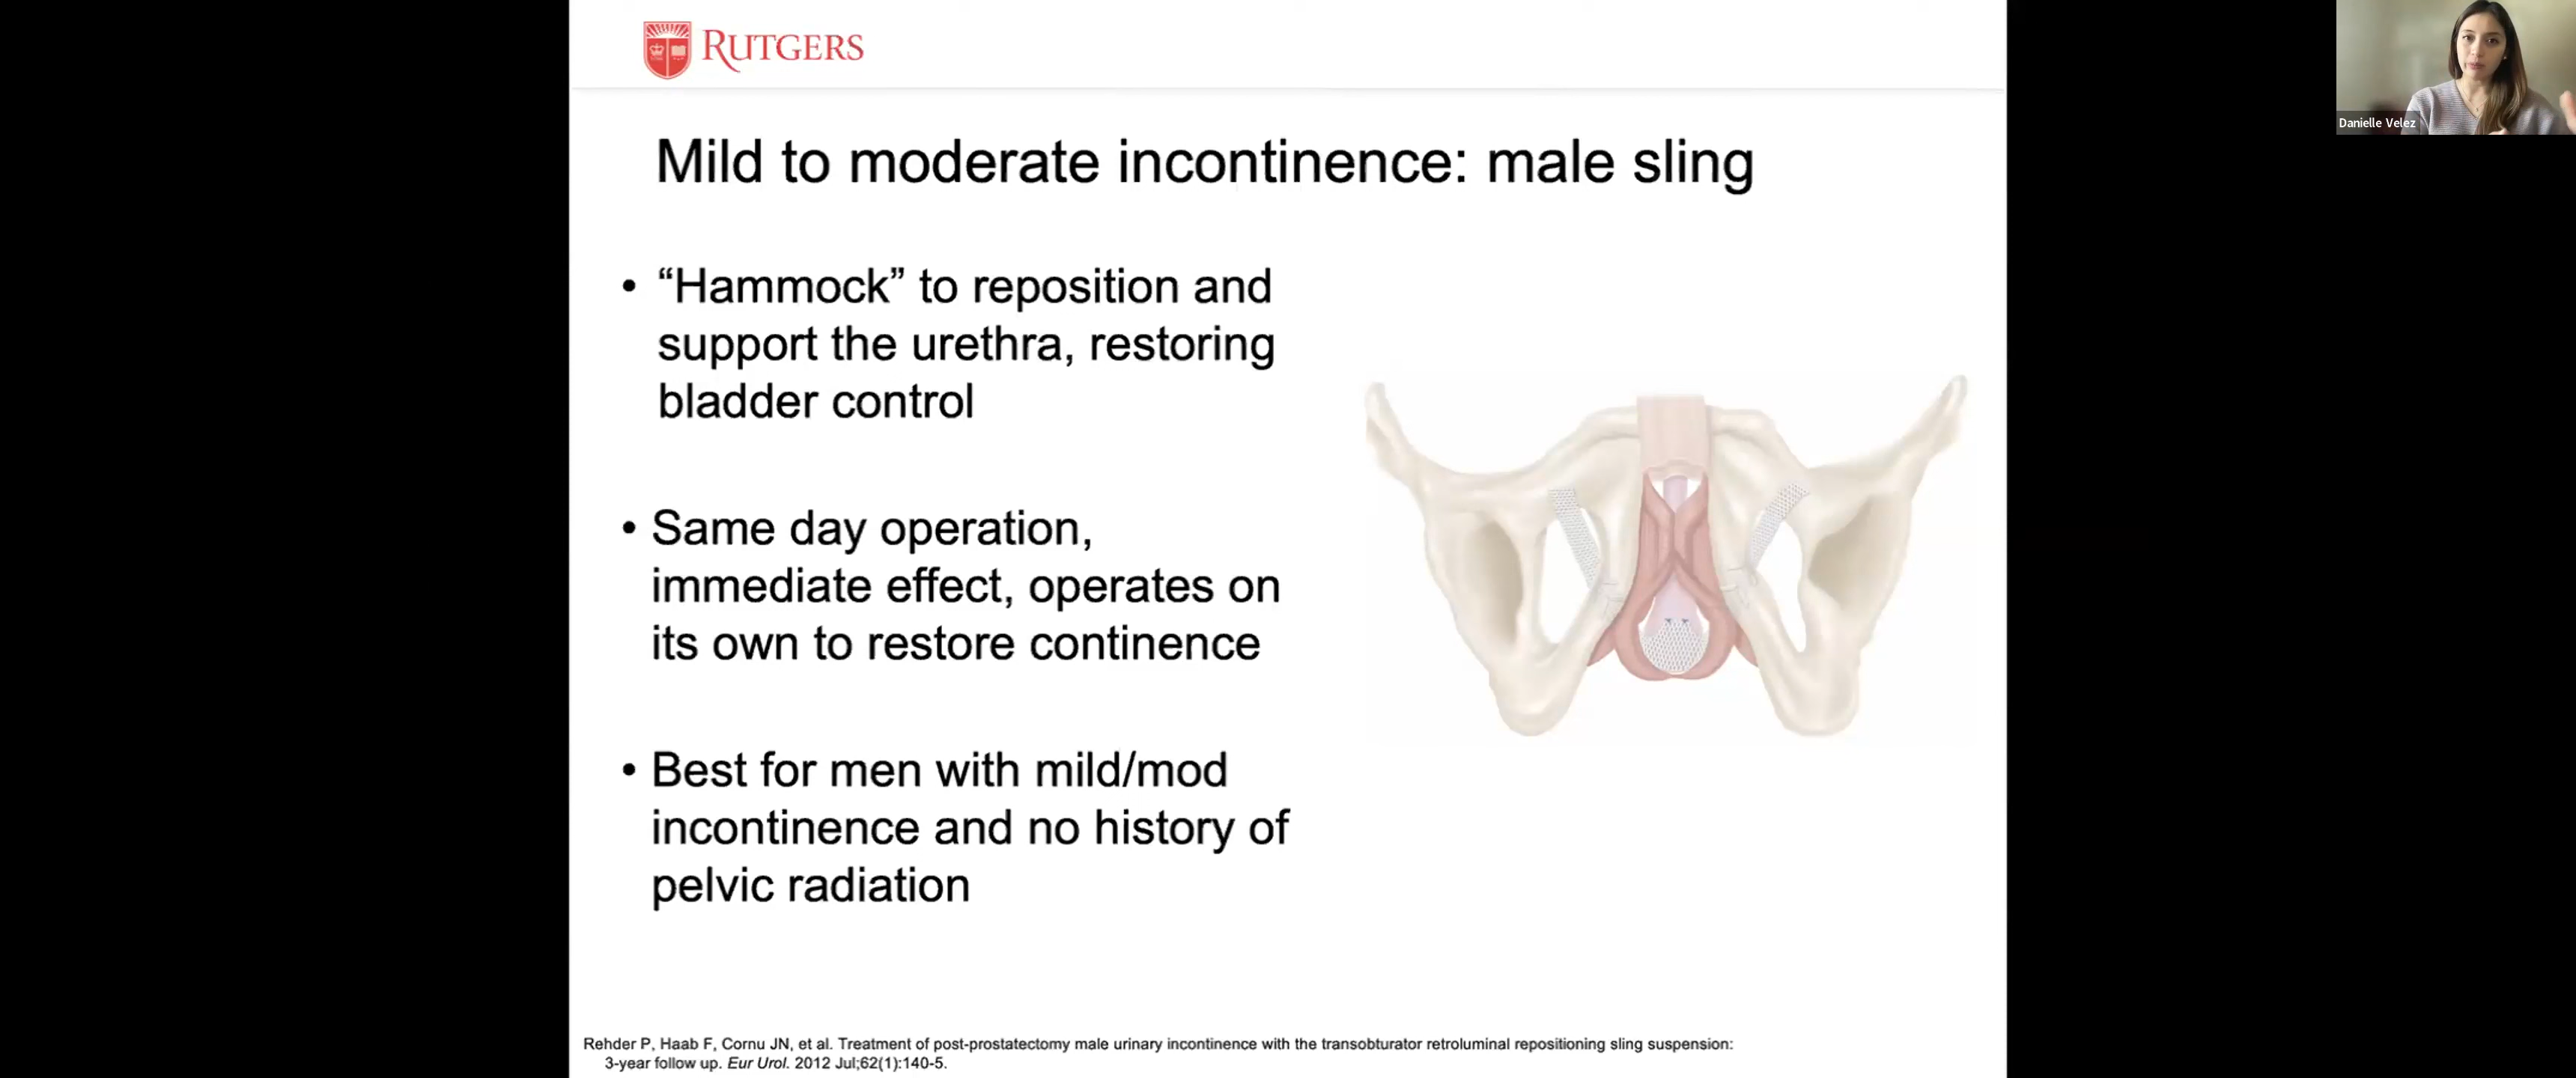 RUTGERS
Danielle Velez
Mild to moderate incontinence: male sling
• “Hammock” to reposition and
support the urethra, restoring
bladder control
• Same day operation,
immediate effect, operates on
its own to restore continence
• Best for men with mild/mod
incontinence and no history of
pelvic radiation
Rehder P, Haab F, Cornu JN, et al. Treatment of post-prostatectomy male urinary incontinence with the transobturator retroluminal repositioning sling suspension:
3-year follow up. Eur Urol. 2012 Jul;62(1):140-5.